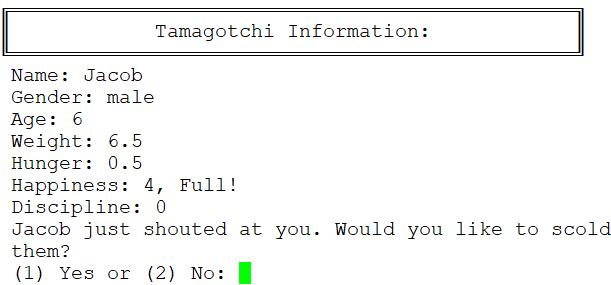 Tamagotchi Information:
Name: Jacob
Gender: male
Age: 6
Weight: 6.5
Hunger: 0.5
Happiness: 4, Full!
Discipline: 0
Jacob just shouted at you. Would you like to scold
them?
(1) Yes or (2) No: